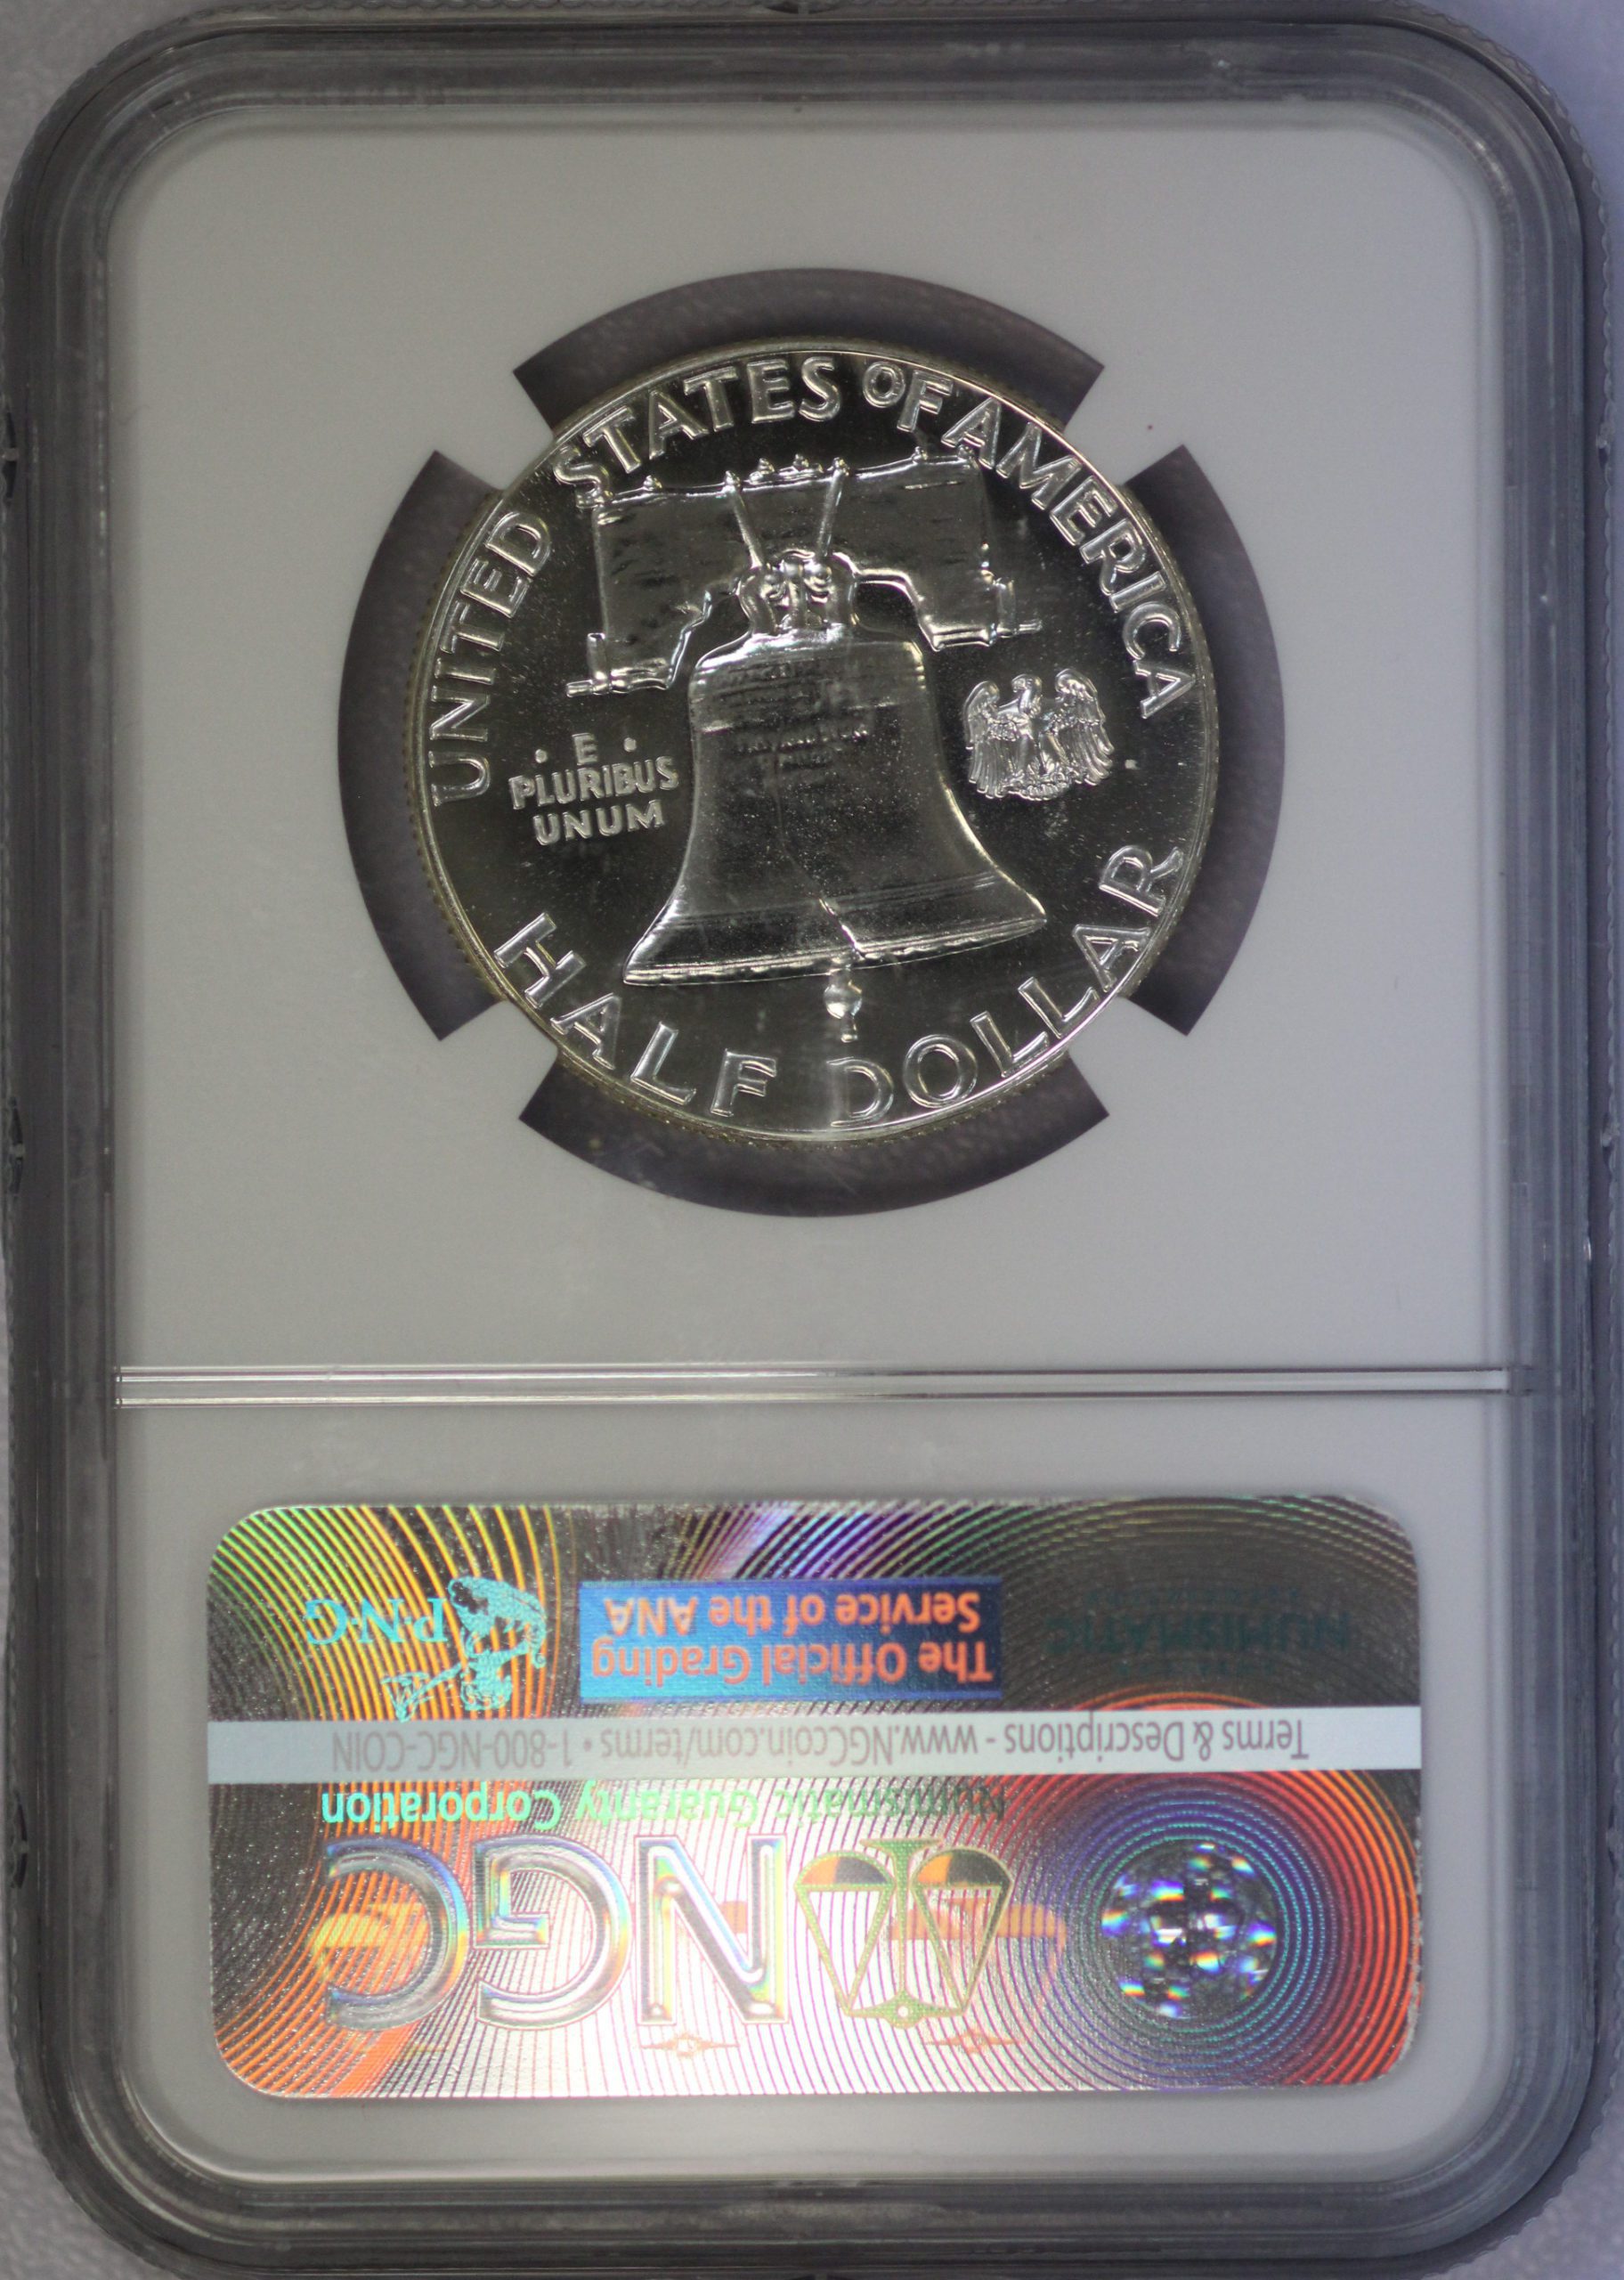 UNITED STATES OF AMERICA
· E ·
PLURIBUS
UNUM
HALF DOLLAR
NGC
Numismatic Guaranty Corporation
Terms & Descriptions - www.NGCcoin.com/terms • 1-800-NGC-COIN
The Official Grading
Service of the ANA
P·N·G
NUMISMATIC